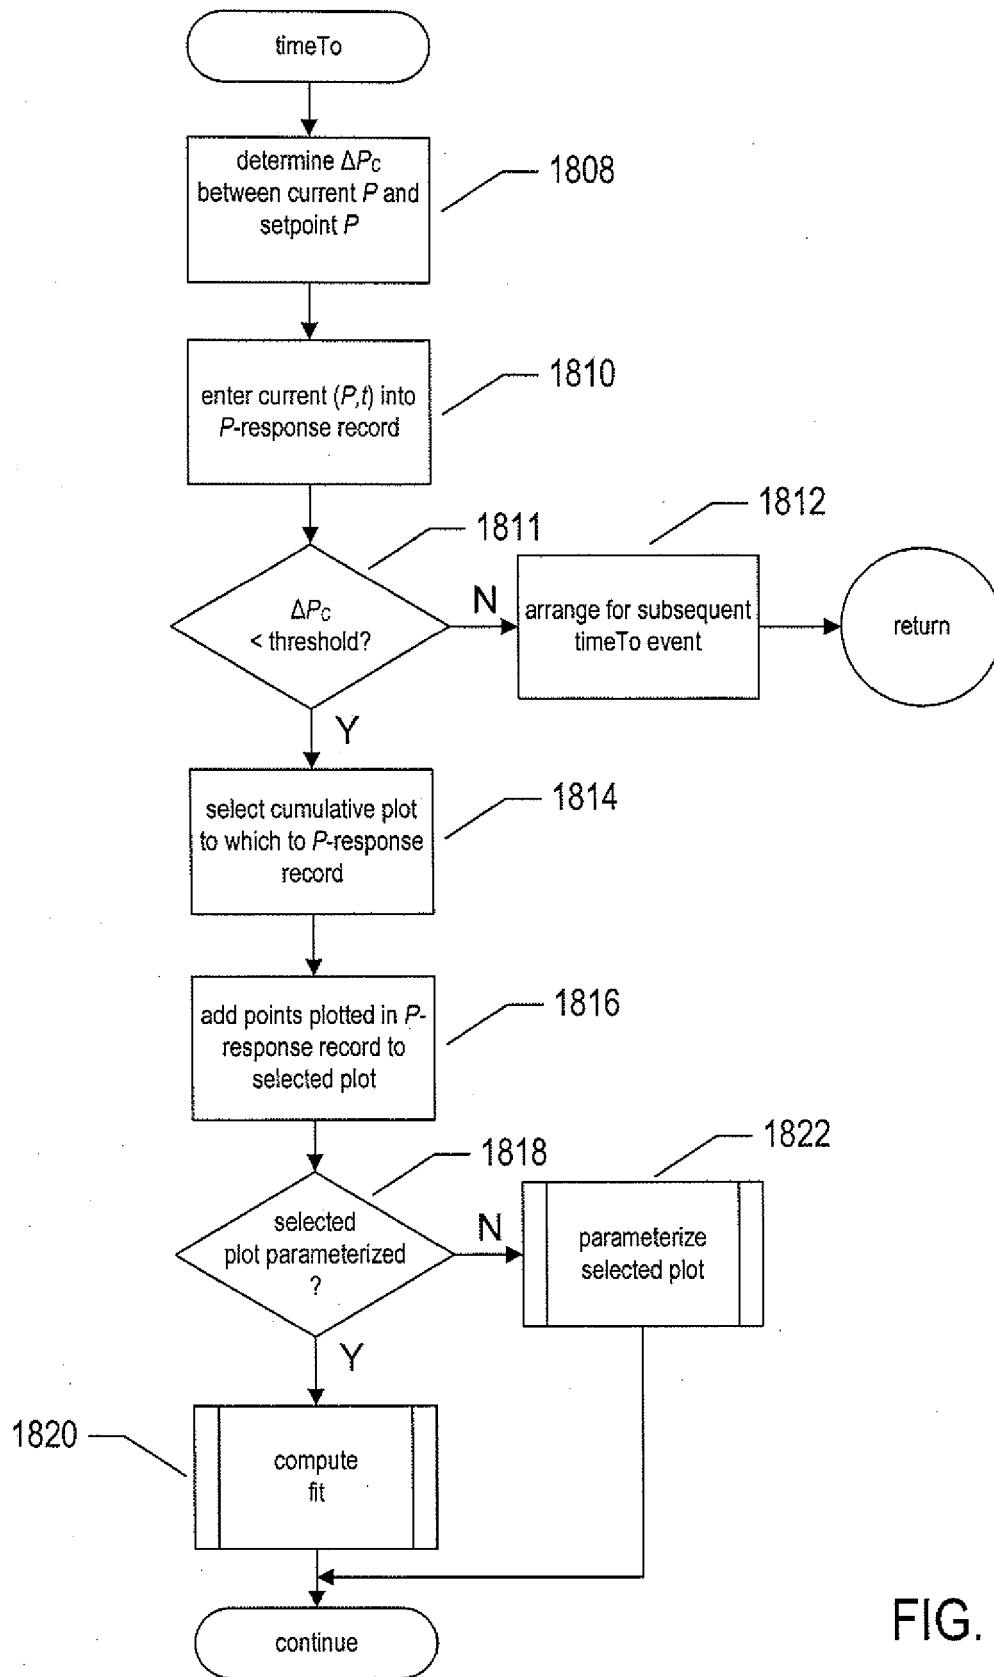 timeTo
determine ΔPC
between current P and
setpoint P
1808
enter current (P,t) into
P-response record
1810
ΔPC
< threshold?
1811
N
arrange for subsequent
timeTo event
1812
return
Y
select cumulative plot
to which to P-response
record
1814
add points plotted in P-
response record to
selected plot
1816
selected
plot parameterized
?
1818
N
parameterize
selected plot
1822
Y
compute
fit
1820
continue
FIG.